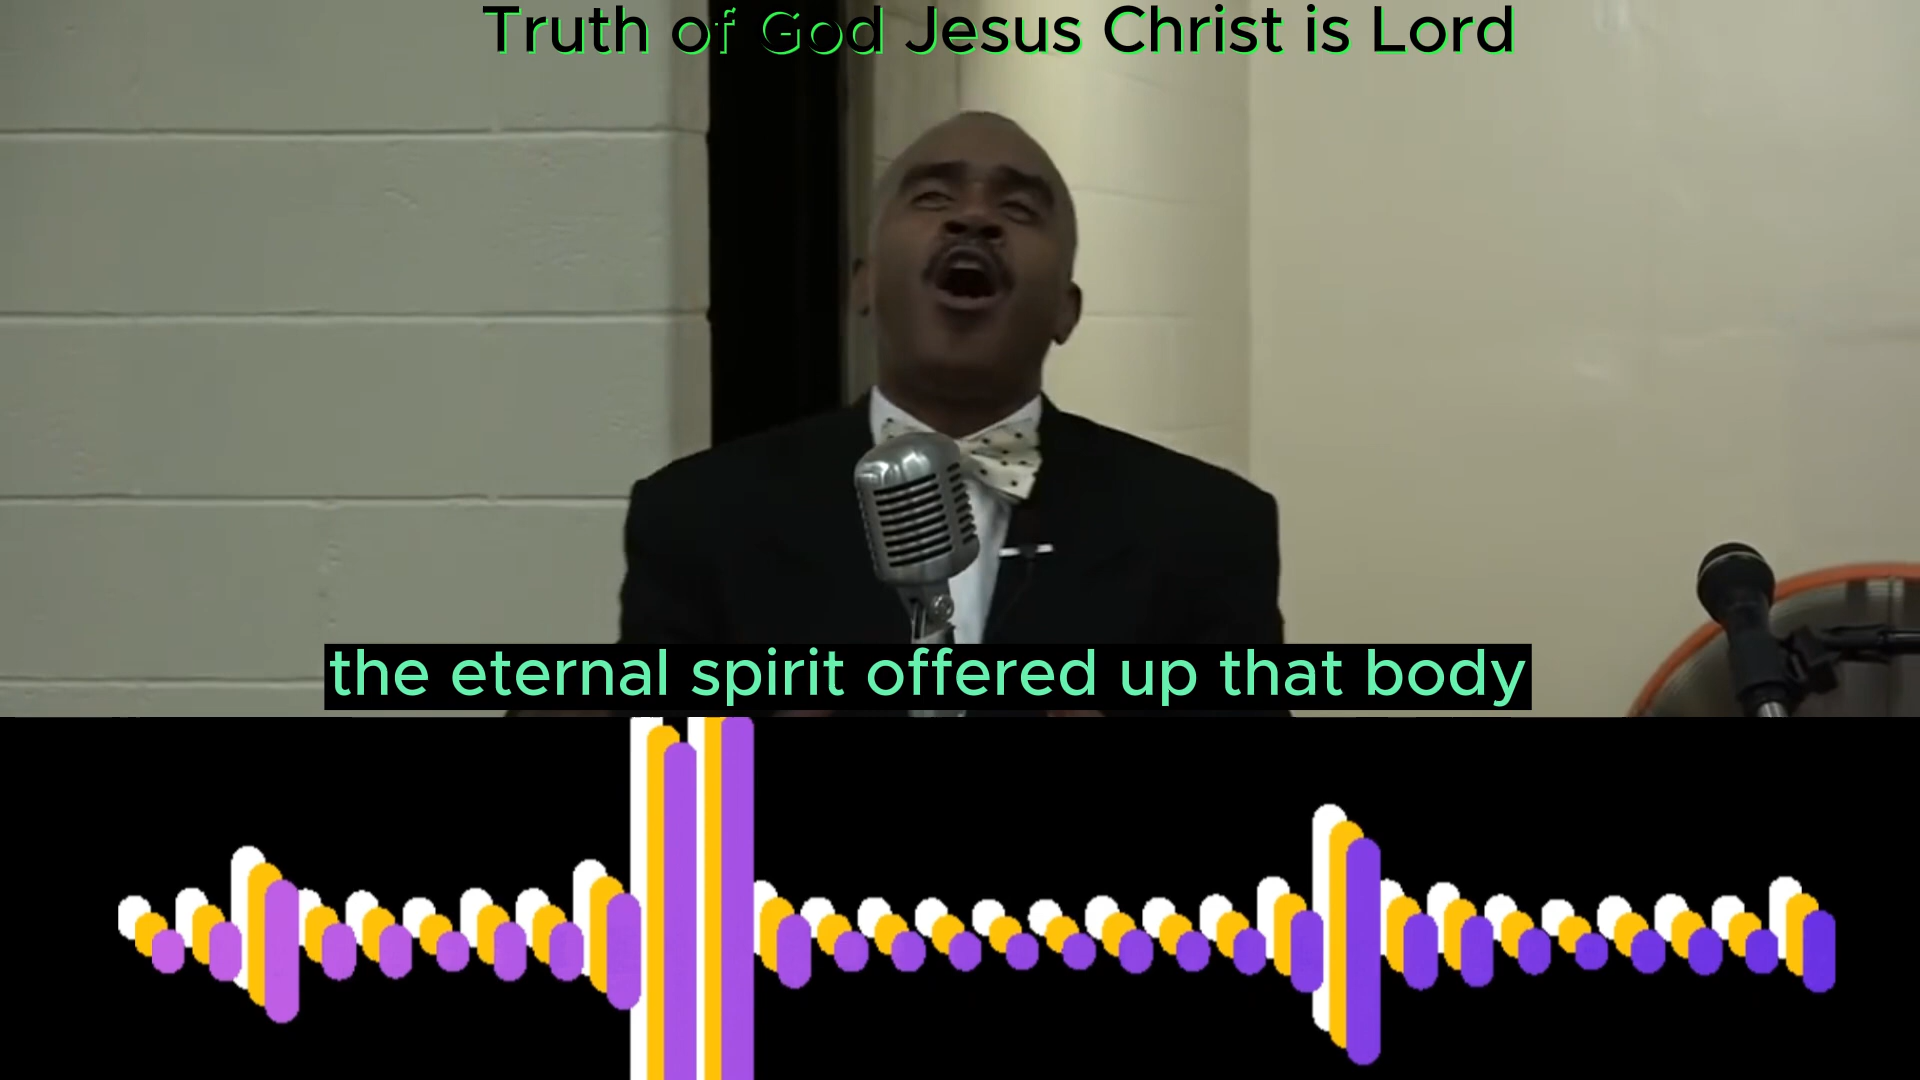 Truth of God Jesus Christ is Lord
the eternal spirit offered up that body